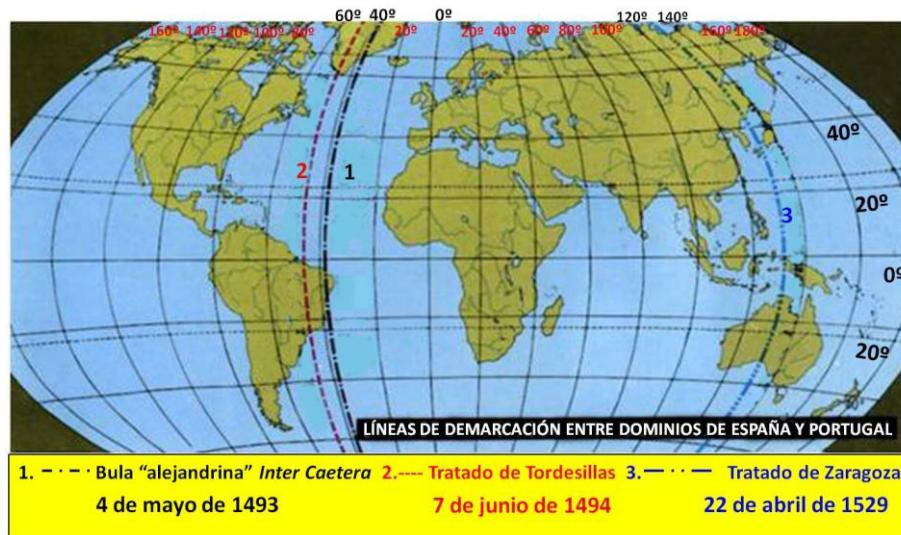 60º 40º 0º 120º 140º
160º 140º 120º 100º 80º 20º 20º 40º 60º 80º 100º 160º 180º
40º
2 1
20º
3
0º
20º
LÍNEAS DE DEMARCACIÓN ENTRE DOMINIOS DE ESPAÑA Y PORTUGAL
1. Bula “alejandrina” Inter Caetera 2.---- Tratado de Tordesillas 3. Tratado de Zaragoza
4 de mayo de 1493 7 de junio de 1494 22 de abril de 1529